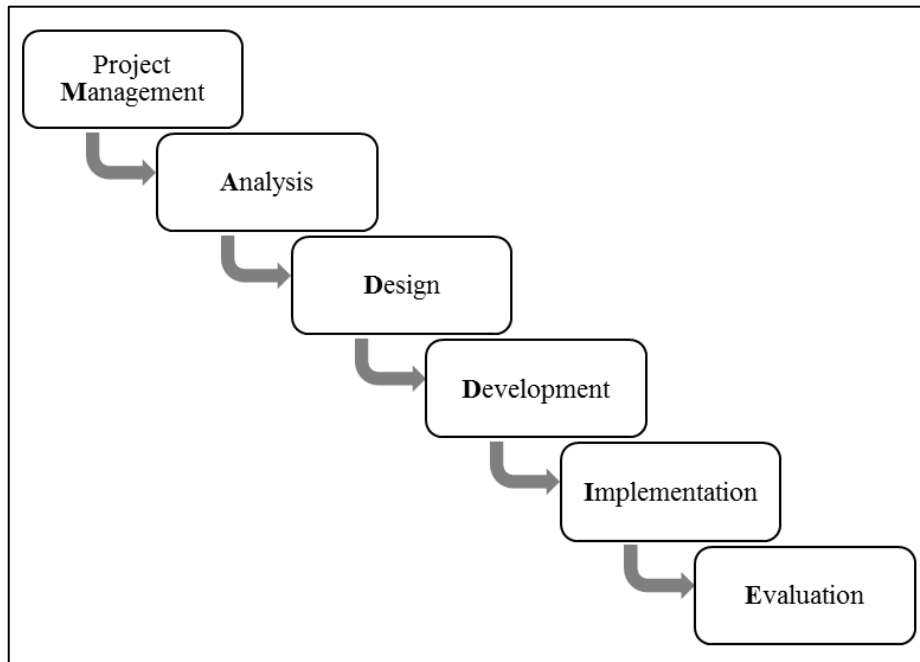 Project
Management
Analysis
Design
Development
Implementation
Evaluation